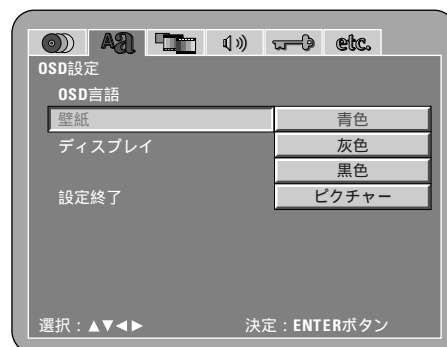 Aa etc.
OSD設定
OSD言語
壁紙 青色
ディスプレイ 灰色
黒色
設定終了 ピクチャー
選択：▲▼◀▶ 決定：ENTERボタン